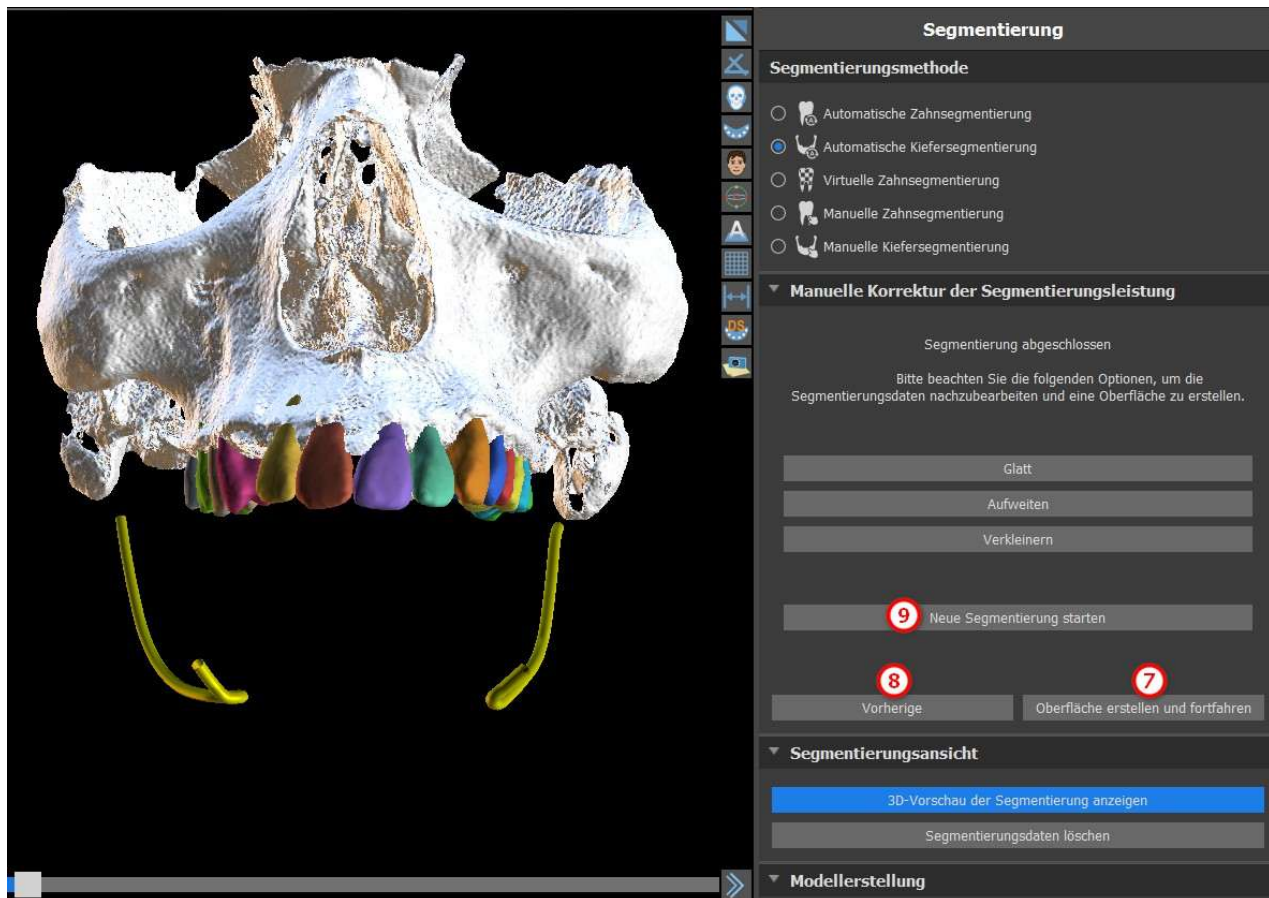 Segmentierung
Segmentierungsmethode
Automatische Zahnsegmentierung
Automatische Kiefersegmentierung
Virtuelle Zahnsegmentierung
Manuelle Zahnsegmentierung
Manuelle Kiefersegmentierung
Manuelle Korrektur der Segmentierungsleistung
Segmentierung abgeschlossen
Bitte beachten Sie die folgenden Optionen, um die
Segmentierungsdaten nachzubearbeiten und eine Oberfläche zu erstellen.
Glatt
Aufweiten
Verkleinern
9 Neue Segmentierung starten
8 7
Vorherige Oberfläche erstellen und fortfahren
Segmentierungsansicht
3D-Vorschau der Segmentierung anzeigen
Segmentierungsdaten löschen
Modellerstellung
A
DS